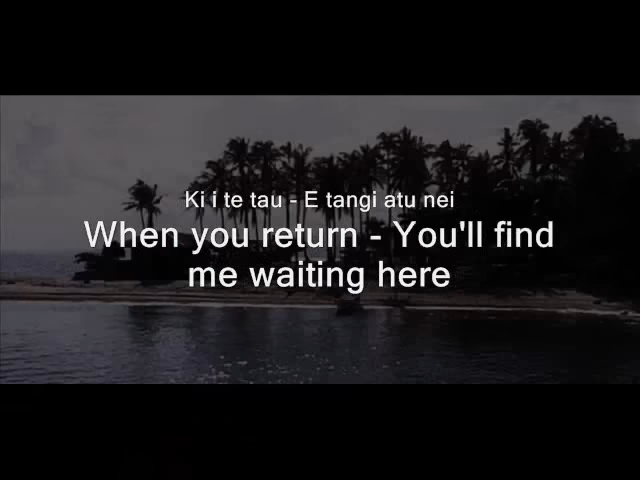 Ki i te tau - E tangi atu nei
When you return - You'll find
me waiting here